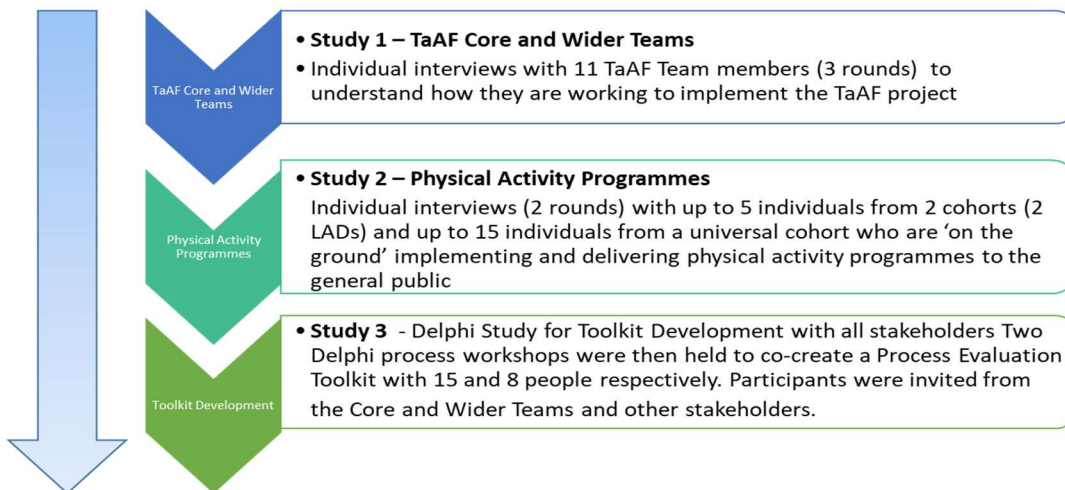 TaAF Core and Wider
Teams
• Study 1 – TaAF Core and Wider Teams
• Individual interviews with 11 TaAF Team members (3 rounds) to
understand how they are working to implement the TaAF project
Physical Activity
Programmes
• Study 2 – Physical Activity Programmes
Individual interviews (2 rounds) with up to 5 individuals from 2 cohorts (2
LADs) and up to 15 individuals from a universal cohort who are ‘on the
ground’ implementing and delivering physical activity programmes to the
general public
Toolkit Development
• Study 3 - Delphi Study for Toolkit Development with all stakeholders Two
Delphi process workshops were then held to co-create a Process Evaluation
Toolkit with 15 and 8 people respectively. Participants were invited from
the Core and Wider Teams and other stakeholders.